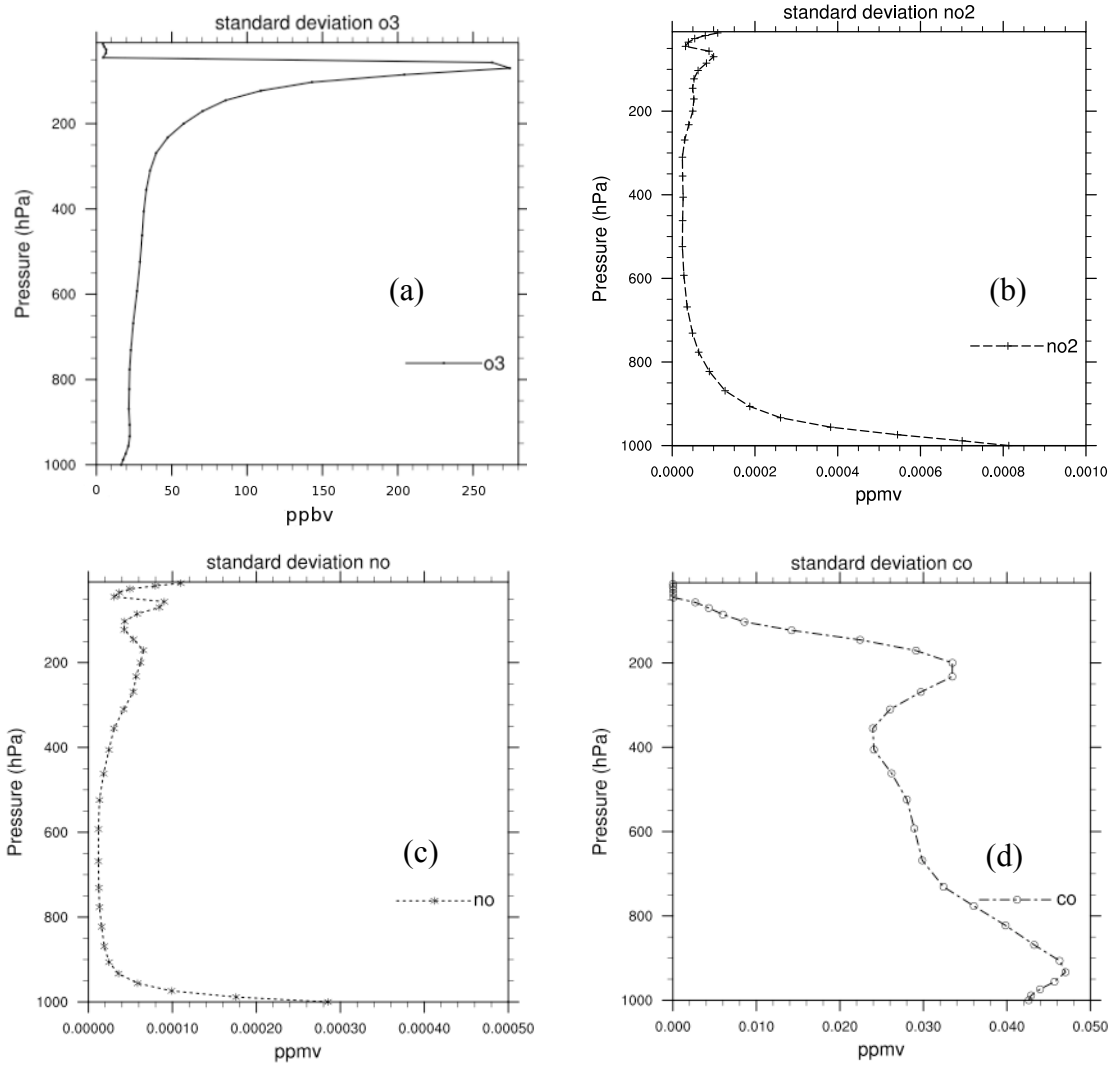 standard deviation o3
200
400
600
800
1000
Pressure (hPa)
(a)
o3
0 50 100 150 200 250
ppbv
standard deviation no2
200
400
600
800
1000
Pressure (hPa)
(b)
no2
0.0000 0.0002 0.0004 0.0006 0.0008 0.0010
ppmv
standard deviation no
200
400
600
800
1000
Pressure (hPa)
(c)
no
0.00000 0.00010 0.00020 0.00030 0.00040 0.00050
ppmv
standard deviation co
200
400
600
800
1000
Pressure (hPa)
(d)
co
0.000 0.010 0.020 0.030 0.040 0.050
ppmv